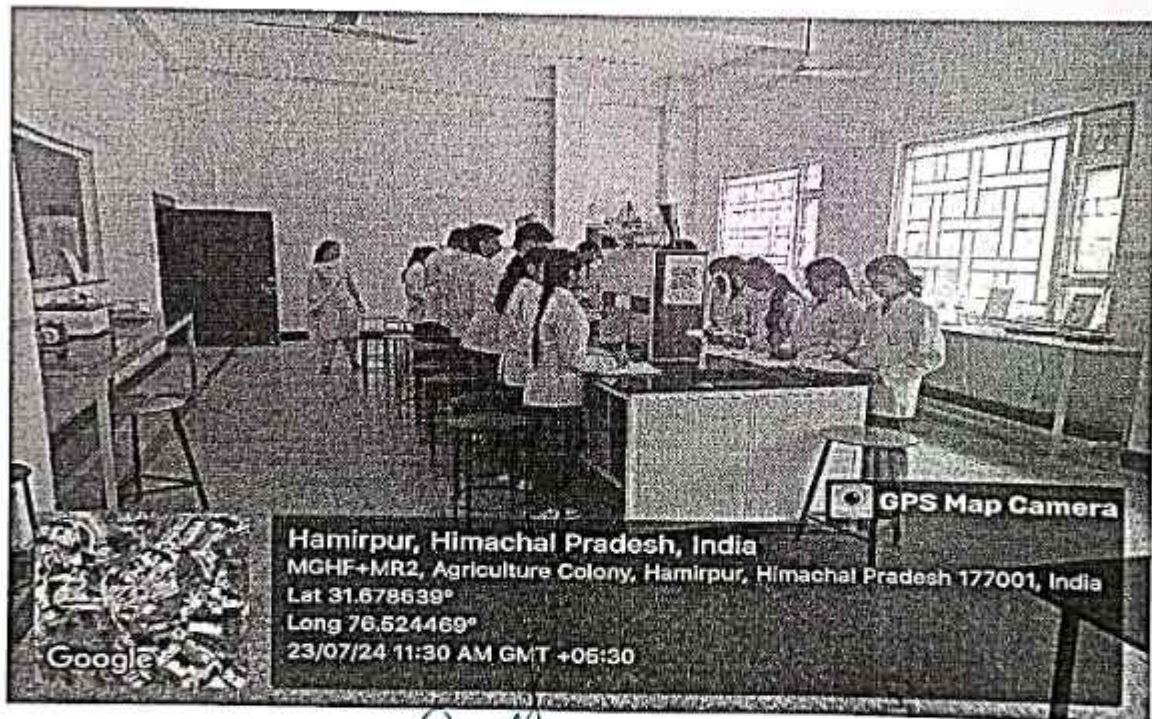 GPS Map Camera
Hamirpur, Himachal Pradesh, India
MGHF+MR2, Agriculture Colony, Hamirpur, Himachal Pradesh 177001, India
Lat 31.678639°
Long 76.524469°
23/07/24 11:30 AM GMT +05:30
Google